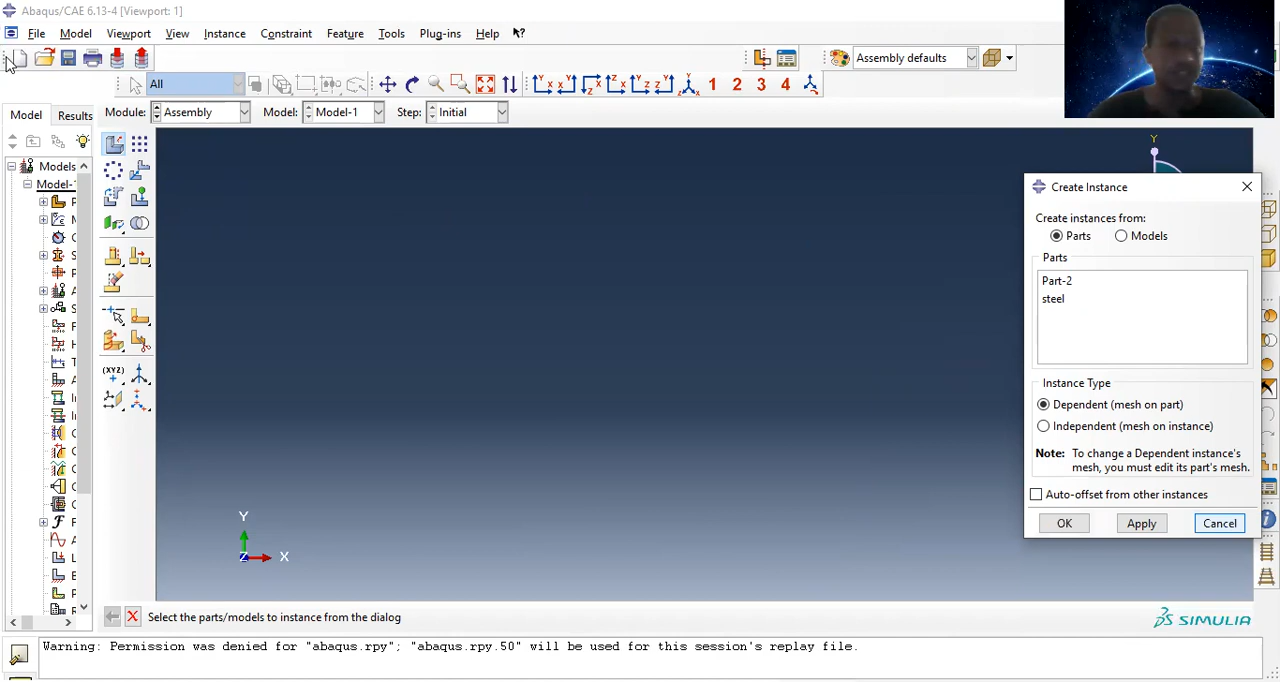 Abaqus/CAE 6.13-4 [Viewport: 1]
File Model Viewport View Instance Constraint Feature Tools Plug-ins Help
Assembly defaults
All
1 2 3 4
Model Results Module: Assembly Model: Model-1 Step: Initial
Models
Model-
Y
Create Instance
Create instances from:
Parts Models
Parts
Part-2
steel
Instance Type
Dependent (mesh on part)
Independent (mesh on instance)
Note: To change a Dependent instance's
mesh, you must edit its part's mesh.
Auto-offset from other instances
OK Apply Cancel
(XYZ)
Y
Z X
Select the parts/models to instance from the dialog
SIMULIA
Warning: Permission was denied for "abaqus.rpy"; "abaqus.rpy.50" will be used for this session's replay file.